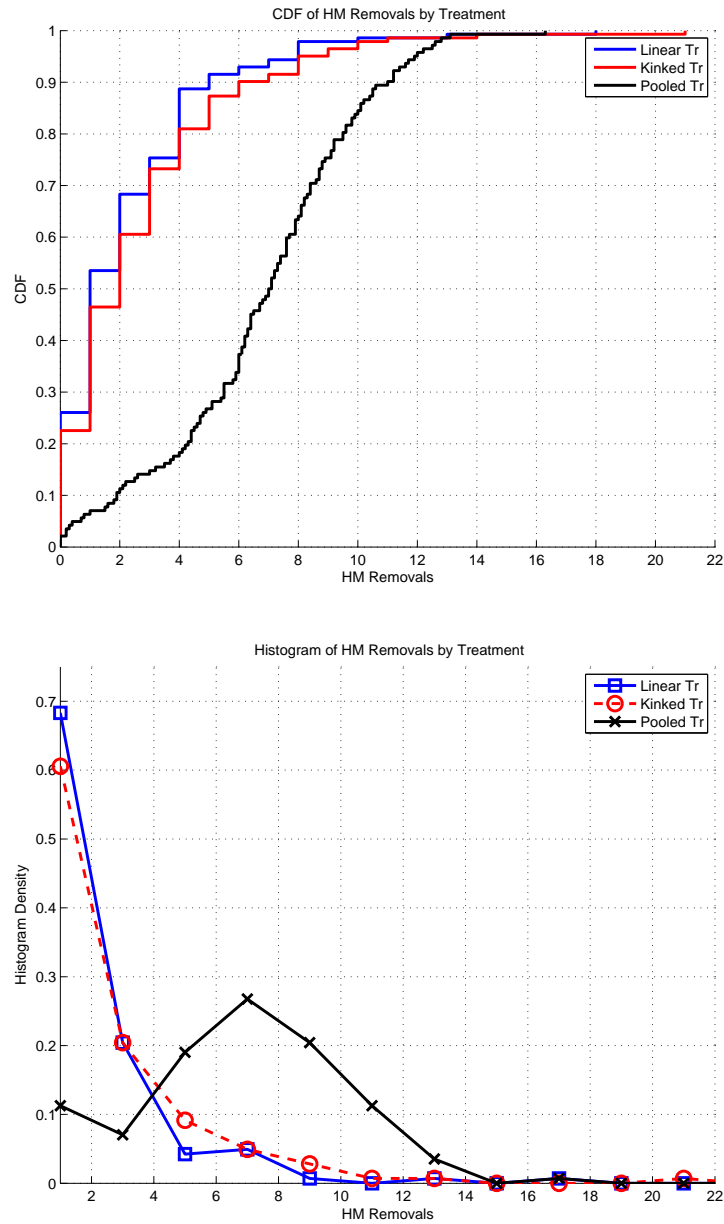 CDF of HM Removals by Treatment
1
0.9
0.8
0.7
0.6
0.5
0.4
0.3
0.2
0.1
0
CDF
Linear Tr
Kinked Tr
Pooled Tr
0 2 4 6 8 10 12 14 16 18 20 22
HM Removals
Histogram of HM Removals by Treatment
0.7
0.6
0.5
0.4
0.3
0.2
0.1
0
Histogram Density
Linear Tr
Kinked Tr
Pooled Tr
2 4 6 8 10 12 14 16 18 20 22
HM Removals